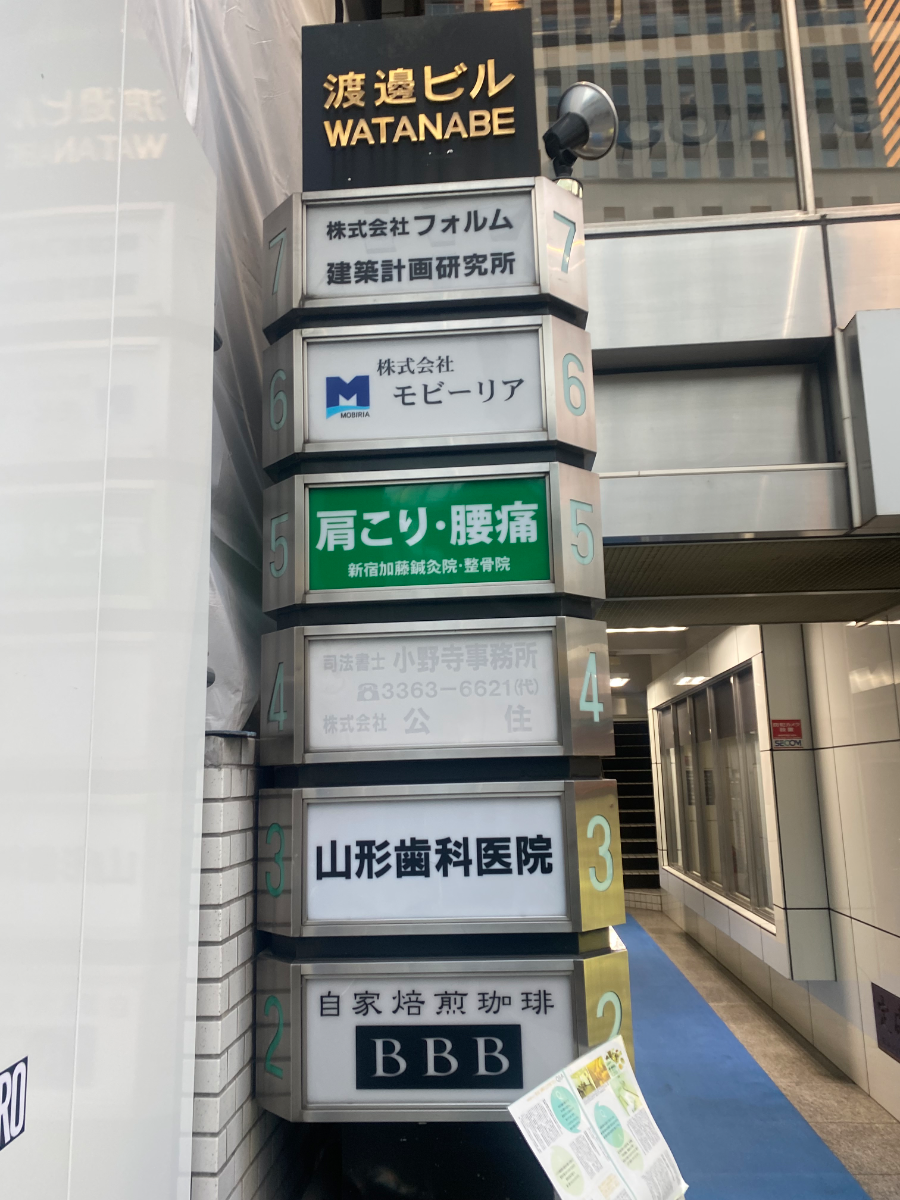 渡邊ビル
WATANABE
7
株式会社フォルム
建築計画研究所
7
6
株式会社
モビーリア
MOBIRIA
6
5
肩こり・腰痛
新宿加藤鍼灸院・整骨院
5
4
司法書士 小野寺事務所
☎3363-6621(代)
株式会社 公住
4
3
山形歯科医院
3
2
自家焙煎珈琲
BBB
2
SECOM
RO